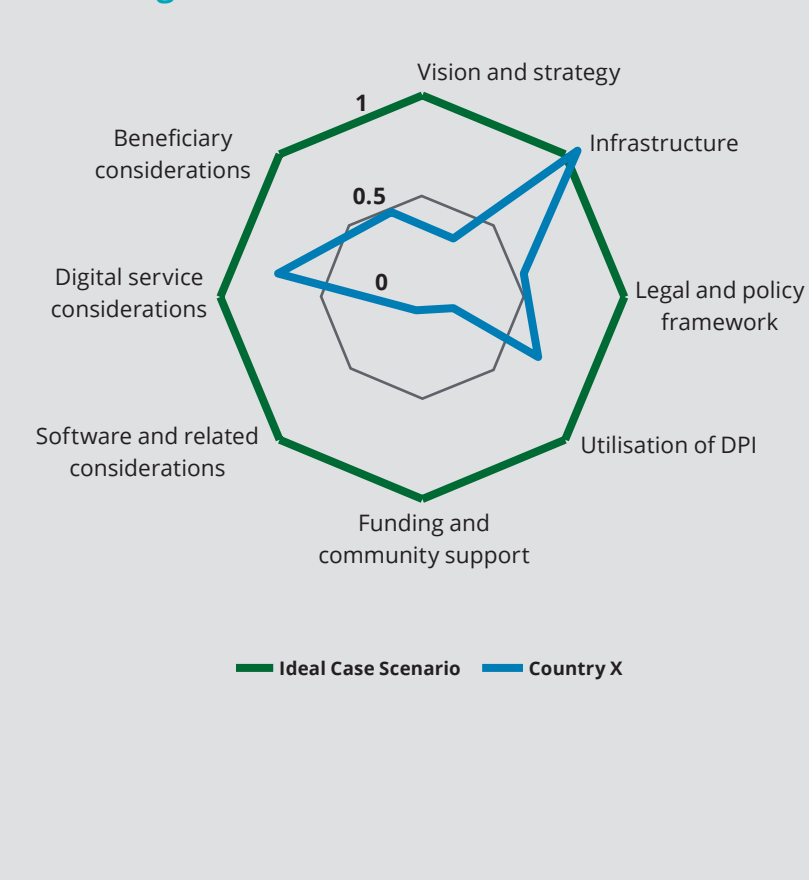 Vision and strategy
1
Infrastructure
Beneficiary
considerations
0.5
Digital service
considerations
0
Legal and policy
framework
Software and related
considerations
Utilisation of DPI
Funding and
community support
Ideal Case Scenario
Country X